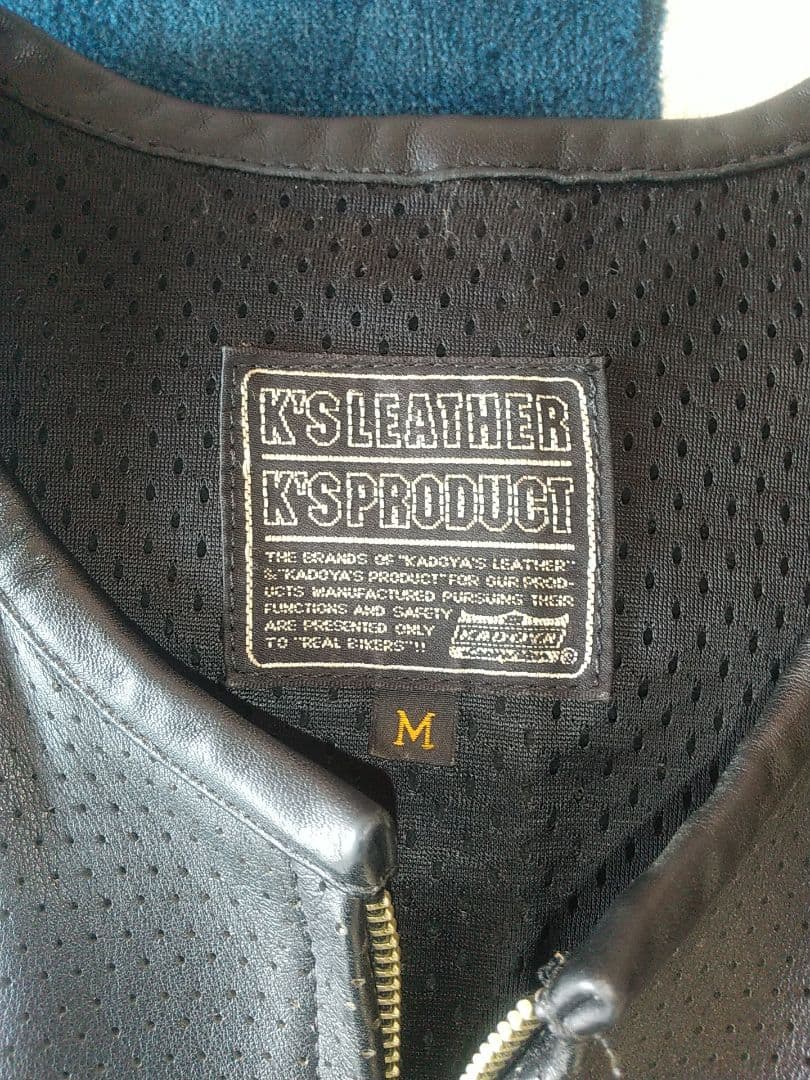 K'S LEATHER
K'S PRODUCT
THE BRANDS OF "KADOYA'S LEATHER"
& "KADOYA'S PRODUCT" FOR OUR PROD-
UCTS MANUFACTURED PURSUING THEIR
FUNCTIONS AND SAFETY
ARE PRESENTED ONLY
TO "REAL BIKERS"!!
KADOYA
®
M